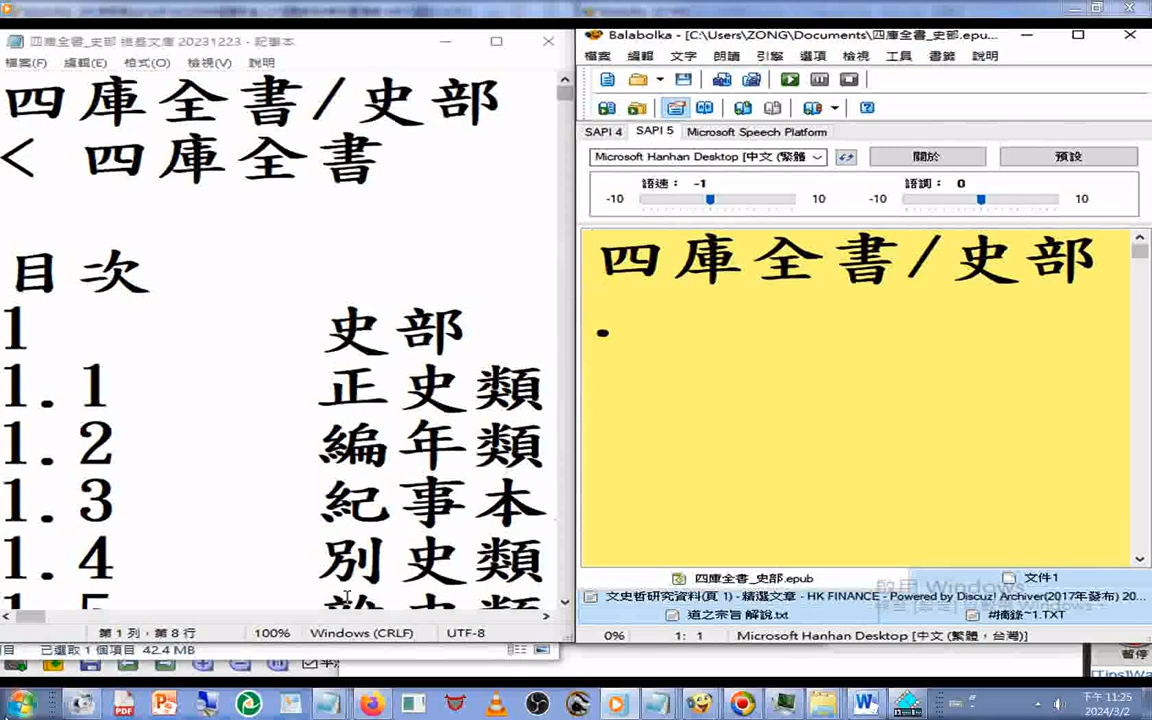 四庫全書_史部 維基文庫 20231223 - 記事本
檔案(F) 編輯(E) 格式(O) 檢視(V) 說明
四庫全書/史部
< 四庫全書
目次
1 史部
1.1 正史類
1.2 編年類
1.3 紀事本
1.4 別史類
第 1 列，第 8 行 100% Windows (CRLF) UTF-8
已選取 1 個項目 42.4 MB
Balabolka - [C:\Users\ZONG\Documents\四庫全書_史部.epu...
檔案 編輯 文字 朗讀 引擎 選項 檢視 工具 書籤 說明
SAPI 4 SAPI 5 Microsoft Speech Platform
Microsoft Hanhan Desktop [中文 (繁體 關於 預設
語速： -1 語調： 0
-10 10 -10 10
四庫全書/史部
.
四庫全書_史部.epub 文件1
啟用 Windows
文史哲研究資料(頁 1) - 精選文章 - HK FINANCE - Powered by Discuz! Archiver(2017年發布) 20...
道之宗旨 解說.txt #摘錄~1.TXT
0% 1: 1 Microsoft Hanhan Desktop [中文 (繁體，台灣)]
暫停
[Tips]Wa
下午 11:25
2024/3/2